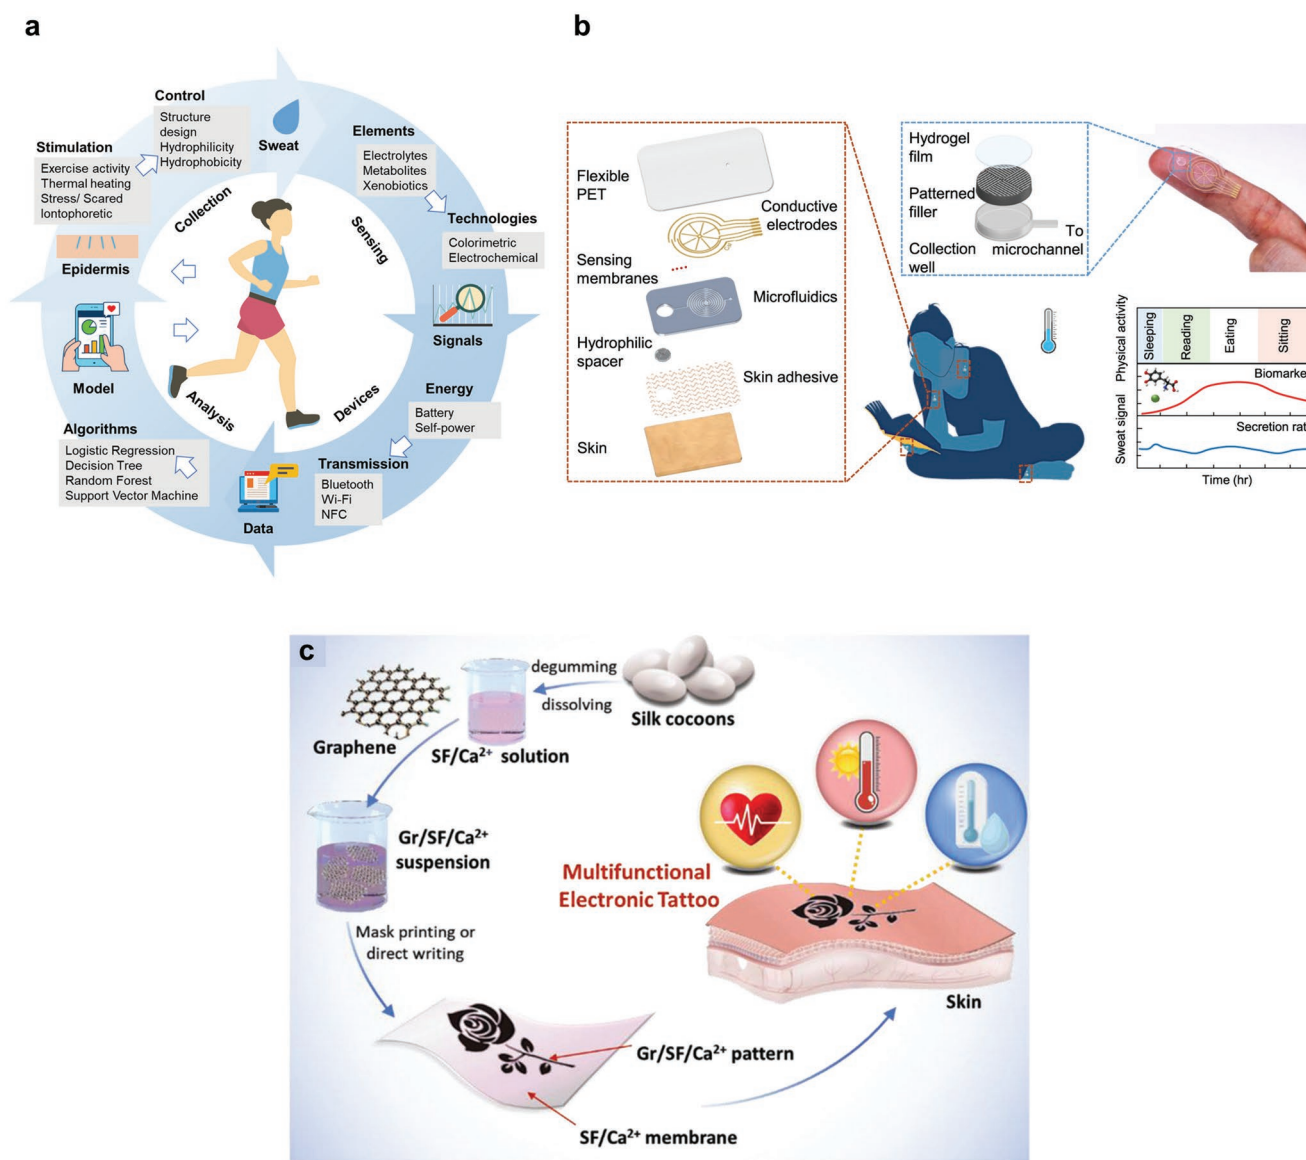 a
Control
Structure
design
Hydrophilicity
Hydrophobicity
Sweat
Elements
Electrolytes
Metabolites
Xenobiotics
Stimulation
Exercise activity
Thermal heating
Stress/ Scared
Iontophoretic
Collection
Sensing
Technologies
Colorimetric
Electrochemical
Epidermis
Signals
Model
Energy
Battery
Self-power
Analysis
Devices
Algorithms
Logistic Regression
Decision Tree
Random Forest
Support Vector Machine
Transmission
Bluetooth
Wi-Fi
NFC
Data
b
Flexible
PET
Conductive
electrodes
Sensing
membranes
Microfluidics
Hydrophilic
spacer
Skin adhesive
Skin
Hydrogel
film
Patterned
filler
To
microchannel
Collection
well
Physical activity
Sleeping
Reading
Eating
Sitting
Sweat signal
Biomarke
Secretion rat
Time (hr)
c
degumming
dissolving
Silk cocoons
Graphene
SF/Ca²⁺ solution
Gr/SF/Ca²⁺
suspension
Multifunctional
Electronic Tattoo
Mask printing or
direct writing
Skin
Gr/SF/Ca²⁺ pattern
SF/Ca²⁺ membrane